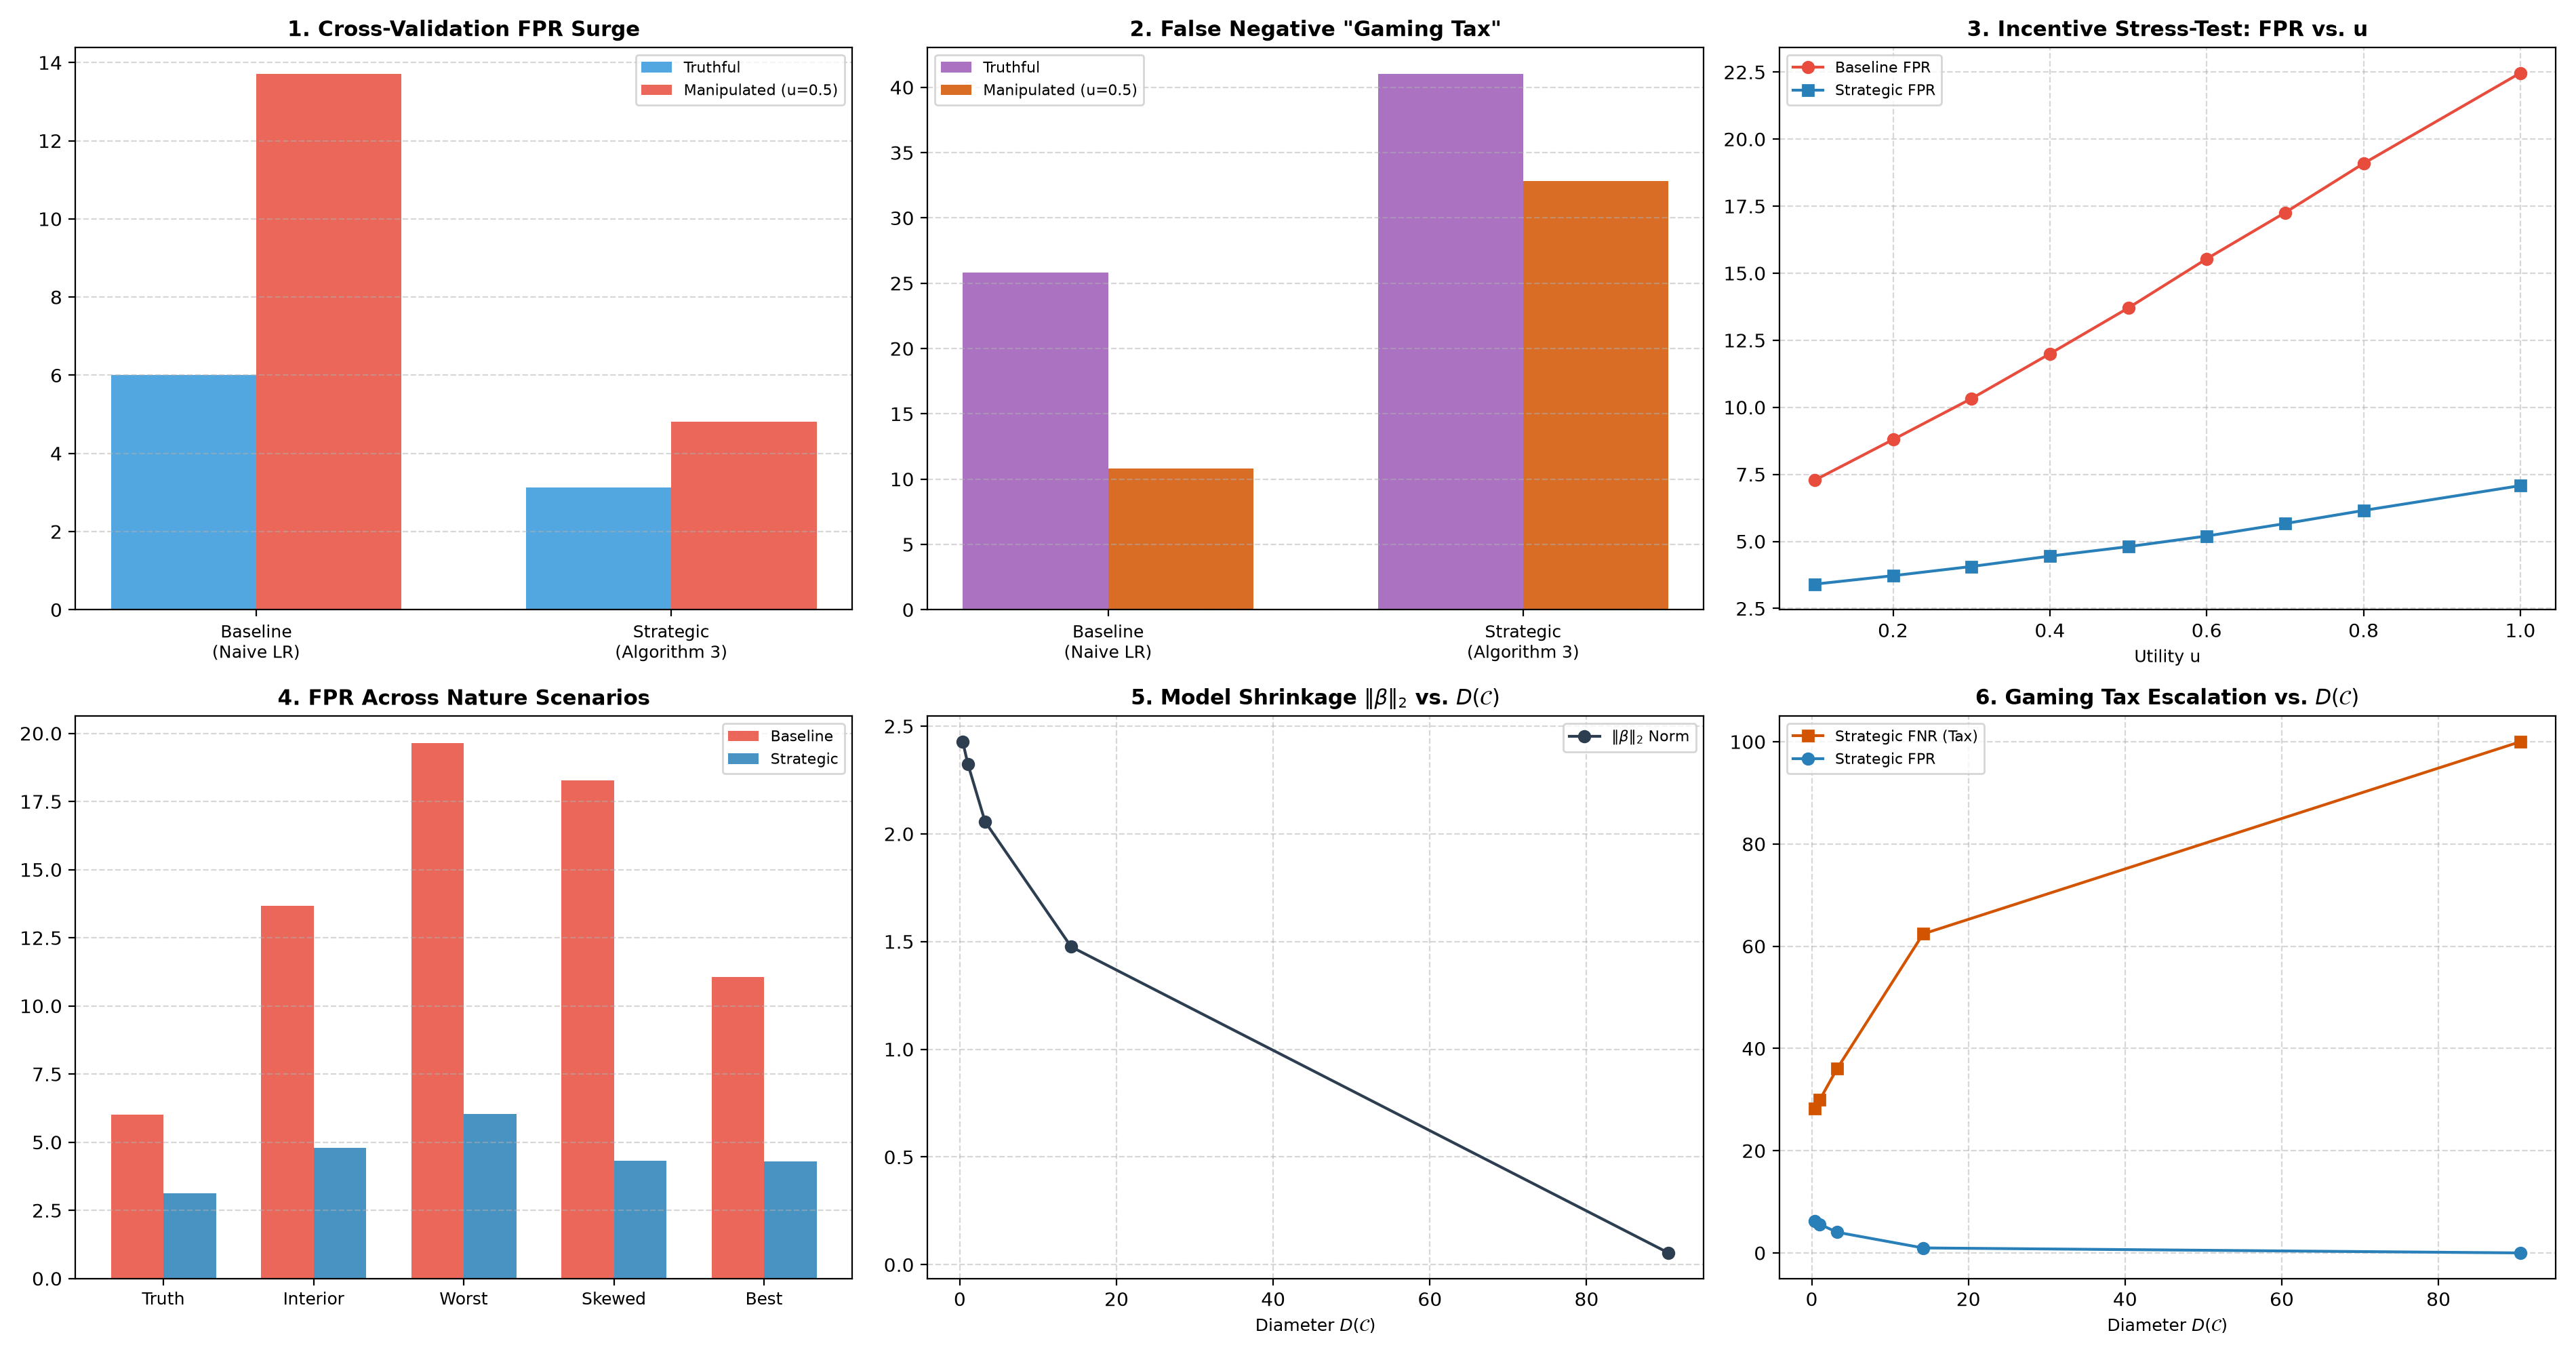 1. Cross-Validation FPR Surge
14
12
10
8
6
4
2
0
Truthful
Manipulated (u=0.5)
Baseline
(Naive LR)
Strategic
(Algorithm 3)
2. False Negative "Gaming Tax"
40
35
30
25
20
15
10
5
0
Truthful
Manipulated (u=0.5)
Baseline
(Naive LR)
Strategic
(Algorithm 3)
3. Incentive Stress-Test: FPR vs. u
22.5
20.0
17.5
15.0
12.5
10.0
7.5
5.0
2.5
Baseline FPR
Strategic FPR
0.2 0.4 0.6 0.8 1.0
Utility u
4. FPR Across Nature Scenarios
20.0
17.5
15.0
12.5
10.0
7.5
5.0
2.5
0.0
Baseline
Strategic
Truth Interior Worst Skewed Best
5. Model Shrinkage ‖β‖₂ vs. D(𝒞)
2.5
2.0
1.5
1.0
0.5
0.0
‖β‖₂ Norm
0 20 40 60 80
Diameter D(𝒞)
6. Gaming Tax Escalation vs. D(𝒞)
100
80
60
40
20
0
Strategic FNR (Tax)
Strategic FPR
0 20 40 60 80
Diameter D(𝒞)